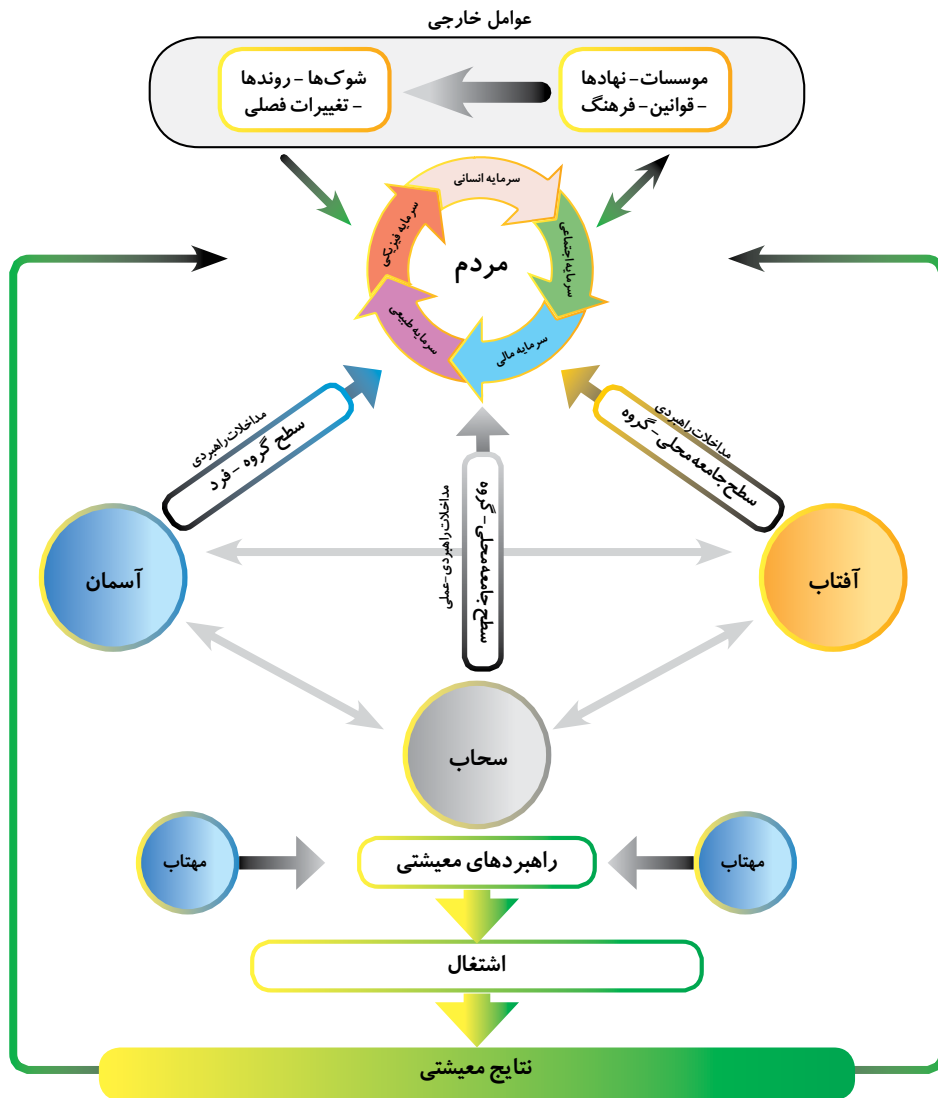 عوامل خارجی
موسسات - نهادها
- قوانین - فرهنگ
شوک‌ها - روندها
- تغییرات فصلی
سرمایه انسانی
سرمایه اجتماعی
سرمایه مالی
سرمایه طبیعی
سرمایه فیزیکی
مردم
مداخلات راهبردی
سطح جامعه محلی - گروه
مداخلات راهبردی-عملی
سطح جامعه محلی - گروه
مداخلات راهبردی
سطح گروه - فرد
آفتاب
آسمان
سحاب
مهتاب
راهبردهای معیشتی
مهتاب
اشتغال
نتایج معیشتی